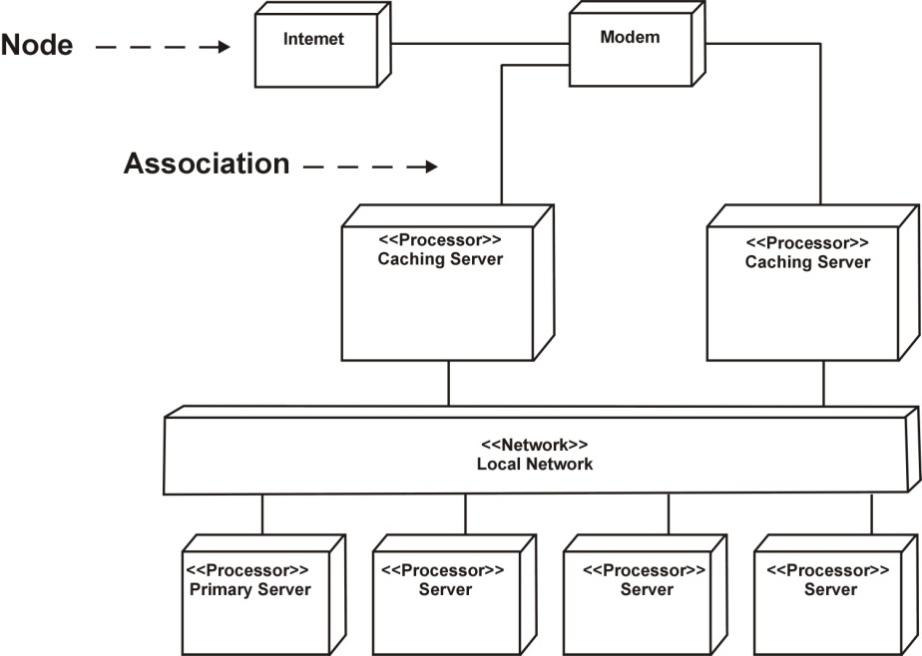 Node
Internet
Modem
Association
<<Processor>>
Caching Server
<<Processor>>
Caching Server
<<Network>>
Local Network
<<Processor>>
Primary Server
<<Processor>>
Server
<<Processor>>
Server
<<Processor>>
Server